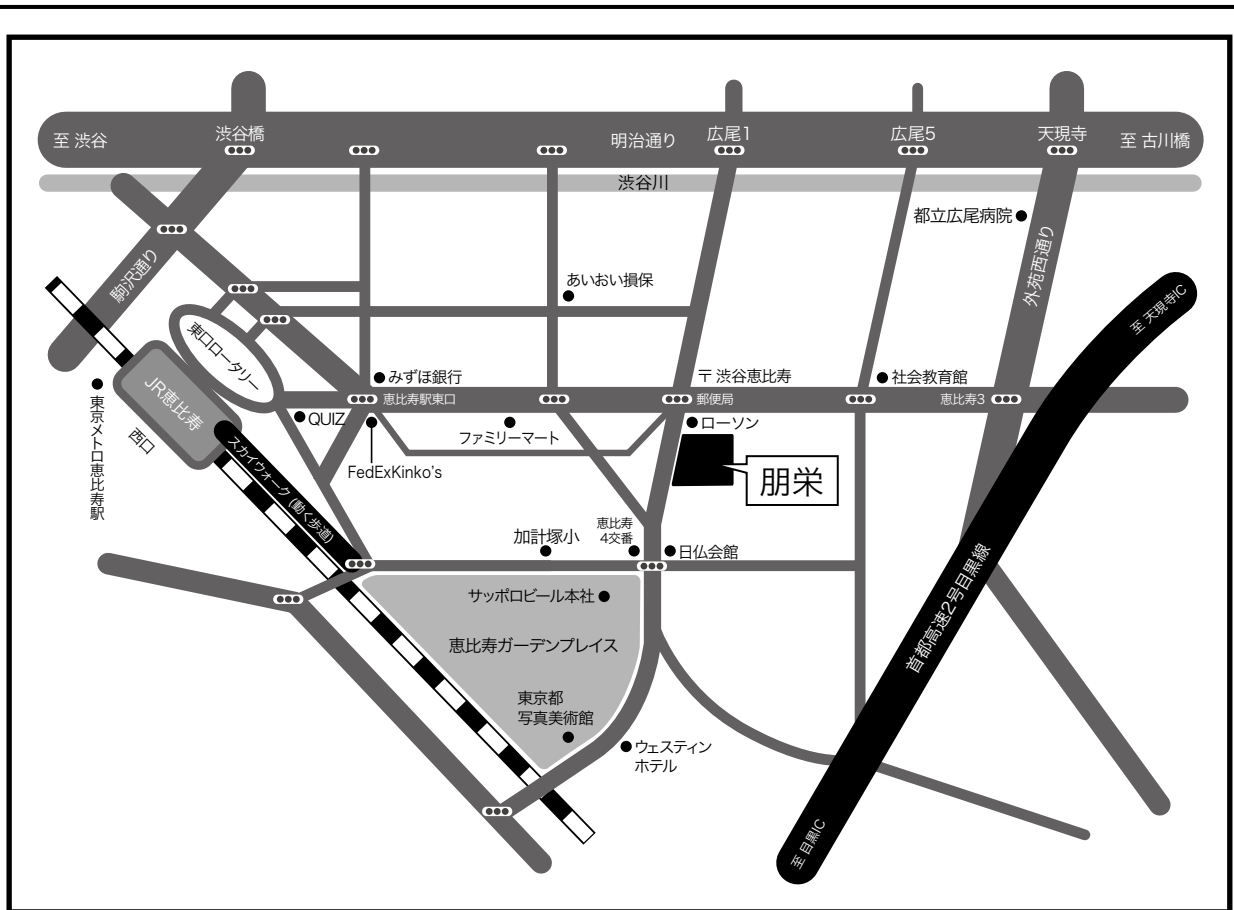 至 渋谷
渋谷橋
明治通り
広尾1
広尾5
天現寺
至 古川橋
渋谷川
都立広尾病院
外苑西通り
駒沢通り
あいおい損保
至 天現寺IC
東口ロータリー
JR恵比寿
みずほ銀行
〒 渋谷恵比寿
郵便局
社会教育館
恵比寿駅東口
恵比寿3
東京メトロ恵比寿駅
西口
QUIZ
ファミリーマート
ローソン
スカイウォーク (動く歩道)
FedExKinko's
朋栄
加計塚小
恵比寿
4交番
日仏会館
サッポロビール本社
恵比寿ガーデンプレイス
首都高速2号目黒線
東京都
写真美術館
ウェスティン
ホテル
至 目黒IC